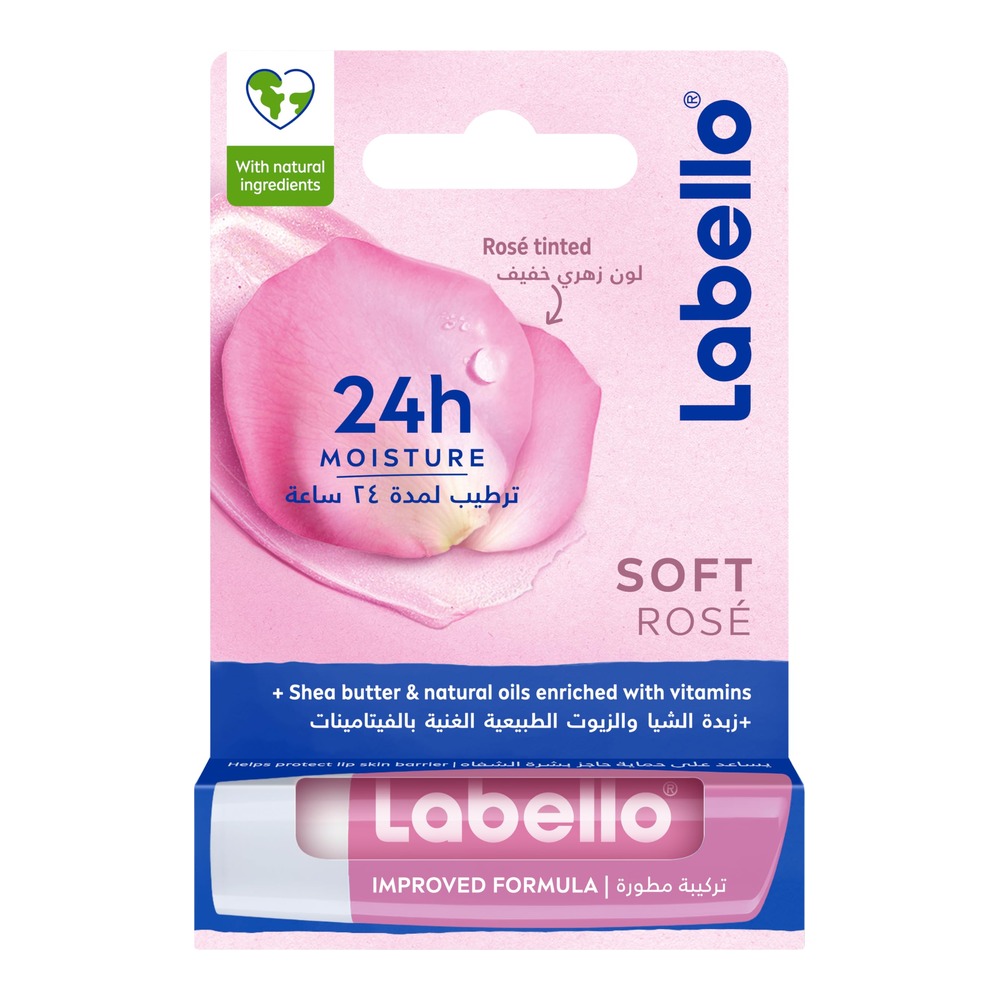 With natural
ingredients
Labello®
Rosé tinted
لون زهري خفيف
24h
MOISTURE
ترطيب لمدة ٢٤ ساعة
SOFT
ROSÉ
+ Shea butter & natural oils enriched with vitamins
+زبدة الشيا والزيوت الطبيعية الغنية بالفيتامينات
Helps protect lip skin barrier | يساعد على حماية حاجز بشرة الشفاه
Labello®
IMPROVED FORMULA | تركيبة مطورة